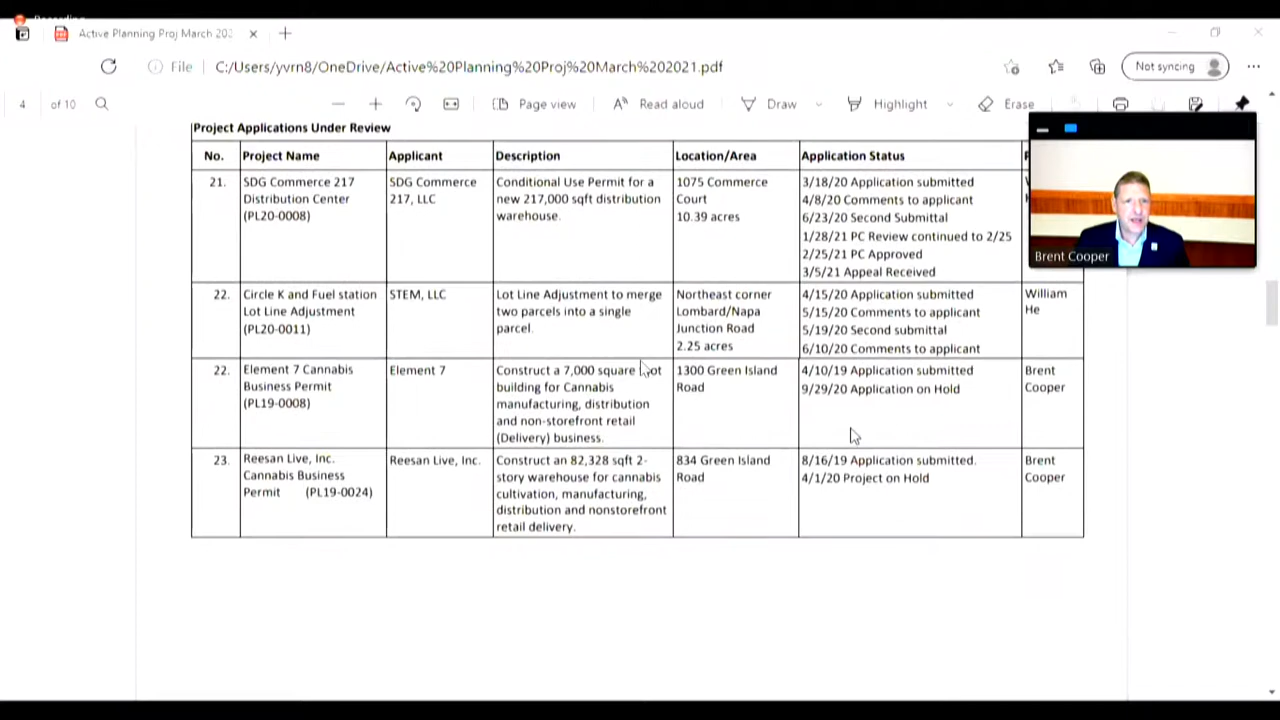 Recording
Active Planning Proj March 202
File C:/Users/yvrn8/OneDrive/Active%20Planning%20Proj%20March%202021.pdf
Not syncing
4 of 10
Page view
Read aloud
Draw
Highlight
Erase
Project Applications Under Review
No. Project Name Applicant Description Location/Area Application Status
21. SDG Commerce 217
Distribution Center
(PL20-0008)
SDG Commerce
217, LLC
Conditional Use Permit for a
new 217,000 sqft distribution
warehouse.
1075 Commerce
Court
10.39 acres
3/18/20 Application submitted
4/8/20 Comments to applicant
6/23/20 Second Submittal
1/28/21 PC Review continued to 2/25
2/25/21 PC Approved
3/5/21 Appeal Received
Brent Cooper
22. Circle K and Fuel station
Lot Line Adjustment
(PL20-0011)
STEM, LLC
Lot Line Adjustment to merge
two parcels into a single
parcel.
Northeast corner
Lombard/Napa
Junction Road
2.25 acres
4/15/20 Application submitted
5/15/20 Comments to applicant
5/19/20 Second submittal
6/10/20 Comments to applicant
William
He
22. Element 7 Cannabis
Business Permit
(PL19-0008)
Element 7
Construct a 7,000 square foot
building for Cannabis
manufacturing, distribution
and non-storefront retail
(Delivery) business.
1300 Green Island
Road
4/10/19 Application submitted
9/29/20 Application on Hold
Brent
Cooper
23. Reesan Live, Inc.
Cannabis Business
Permit (PL19-0024)
Reesan Live, Inc.
Construct an 82,328 sqft 2-
story warehouse for cannabis
cultivation, manufacturing,
distribution and nonstorefront
retail delivery.
834 Green Island
Road
8/16/19 Application submitted.
4/1/20 Project on Hold
Brent
Cooper